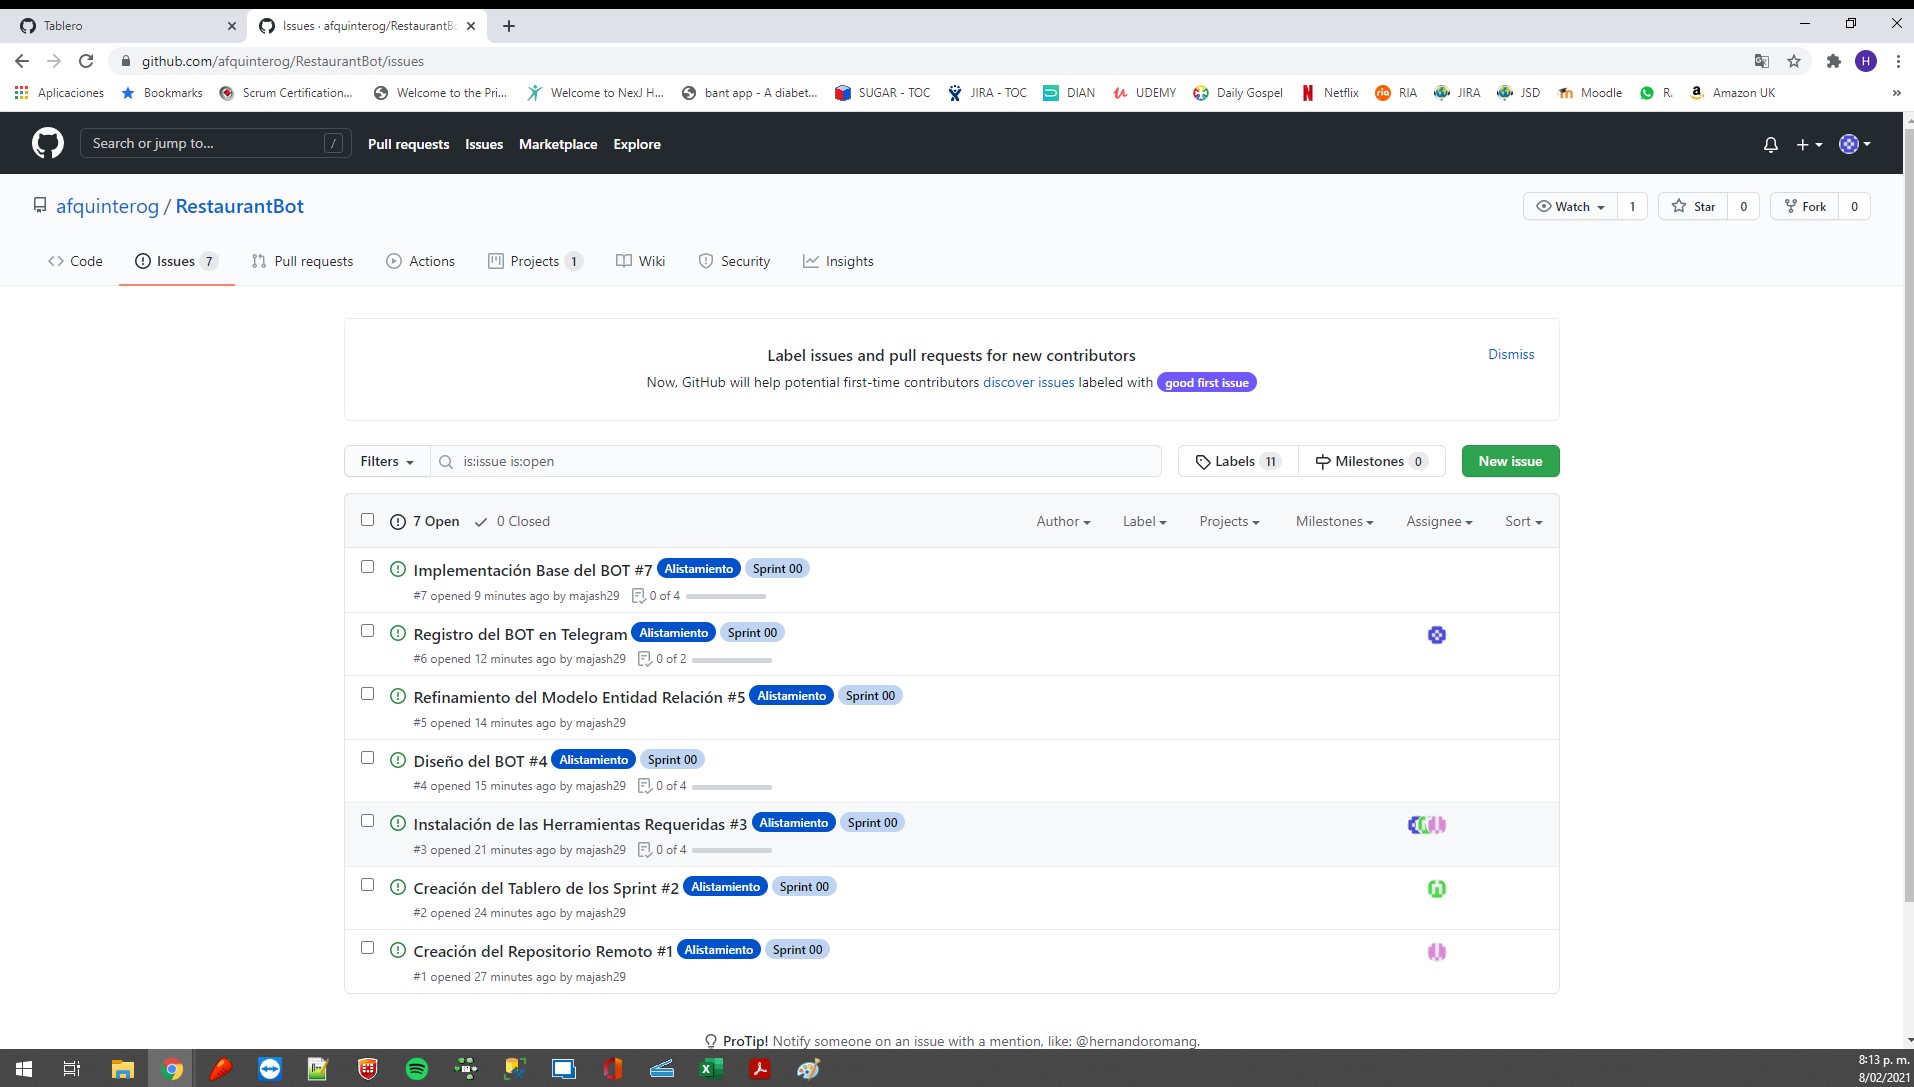 Tablero
Issues · afquinterog/RestaurantBo
github.com/afquinterog/RestaurantBot/issues
H
Aplicaciones Bookmarks Scrum Certification... Welcome to the Pri... Welcome to NexJ H... bant app - A diabet... SUGAR - TOC JIRA - TOC DIAN UDEMY Daily Gospel Netflix RIA JIRA JSD Moodle R. Amazon UK »
Search or jump to... / Pull requests Issues Marketplace Explore
afquinterog / RestaurantBot Watch 1 Star 0 Fork 0
Code Issues 7 Pull requests Actions Projects 1 Wiki Security Insights
Label issues and pull requests for new contributors Dismiss
Now, GitHub will help potential first-time contributors discover issues labeled with good first issue
Filters is:issue is:open Labels 11 Milestones 0 New issue
7 Open 0 Closed Author Label Projects Milestones Assignee Sort
Implementación Base del BOT #7 Alistamiento Sprint 00
#7 opened 9 minutes ago by majash29 0 of 4
Registro del BOT en Telegram Alistamiento Sprint 00
#6 opened 12 minutes ago by majash29 0 of 2
Refinamiento del Modelo Entidad Relación #5 Alistamiento Sprint 00
#5 opened 14 minutes ago by majash29
Diseño del BOT #4 Alistamiento Sprint 00
#4 opened 15 minutes ago by majash29 0 of 4
Instalación de las Herramientas Requeridas #3 Alistamiento Sprint 00
#3 opened 21 minutes ago by majash29 0 of 4
Creación del Tablero de los Sprint #2 Alistamiento Sprint 00
#2 opened 24 minutes ago by majash29
Creación del Repositorio Remoto #1 Alistamiento Sprint 00
#1 opened 27 minutes ago by majash29
ProTip! Notify someone on an issue with a mention, like: @hernandoromang.
8:13 p. m.
8/02/2021